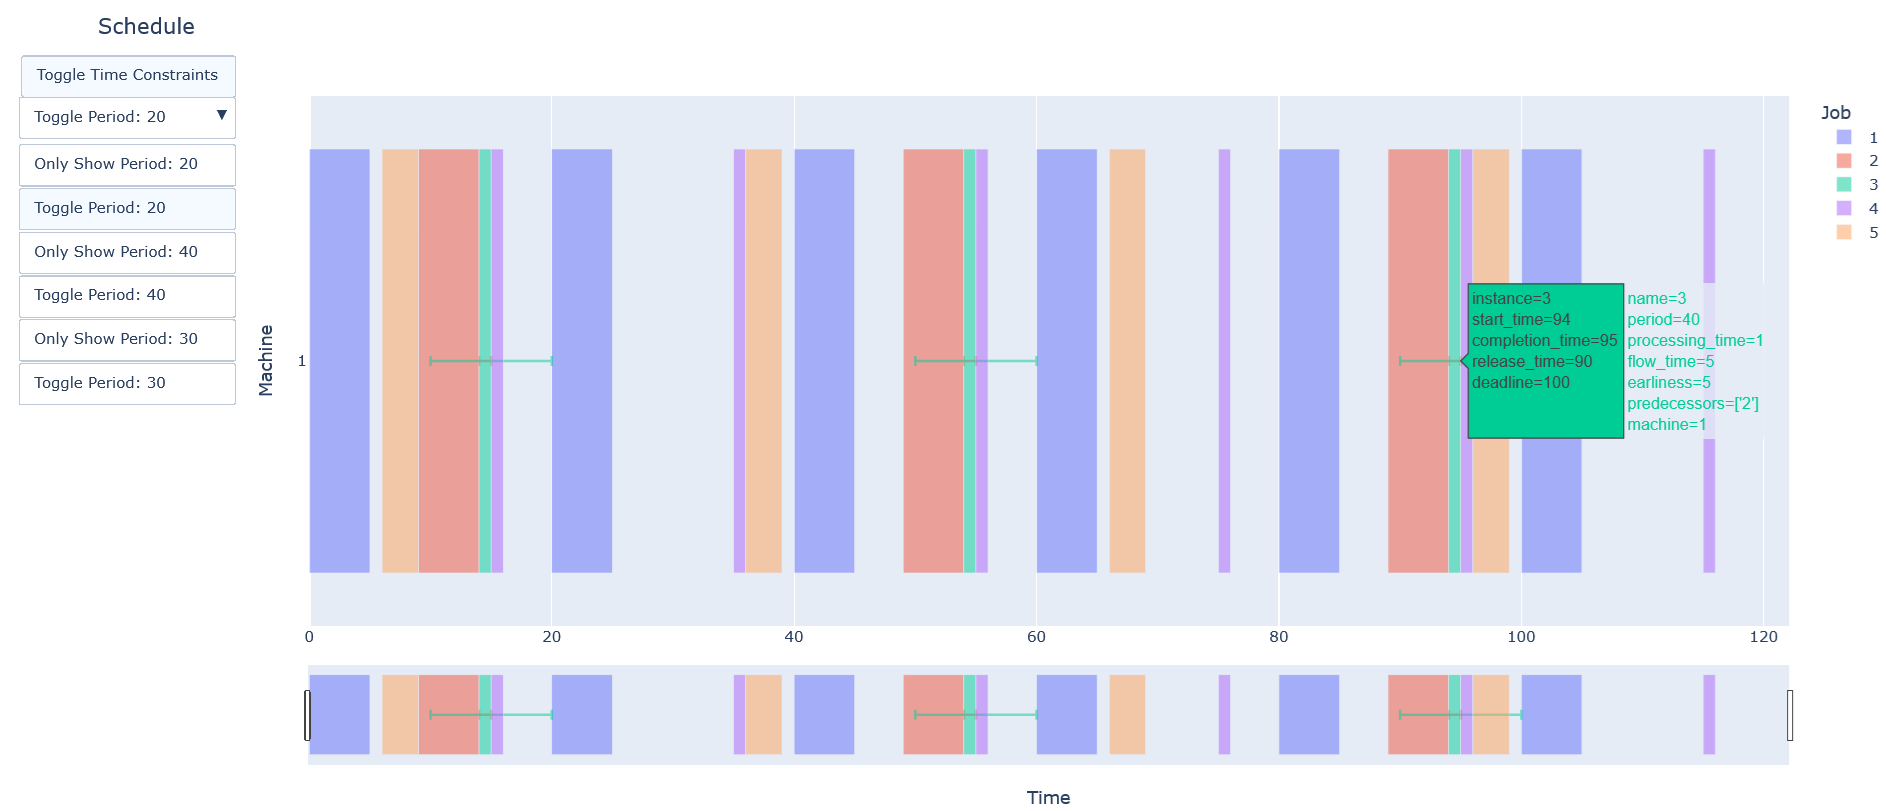 Schedule
Toggle Time Constraints
Toggle Period: 20 ▼
Only Show Period: 20
Toggle Period: 20
Only Show Period: 40
Toggle Period: 40
Only Show Period: 30
Toggle Period: 30
Machine
1
Job
1
2
3
4
5
instance=3
start_time=94
completion_time=95
release_time=90
deadline=100
name=3
period=40
processing_time=1
flow_time=5
earliness=5
predecessors=['2']
machine=1
0 20 40 60 80 100 120
Time